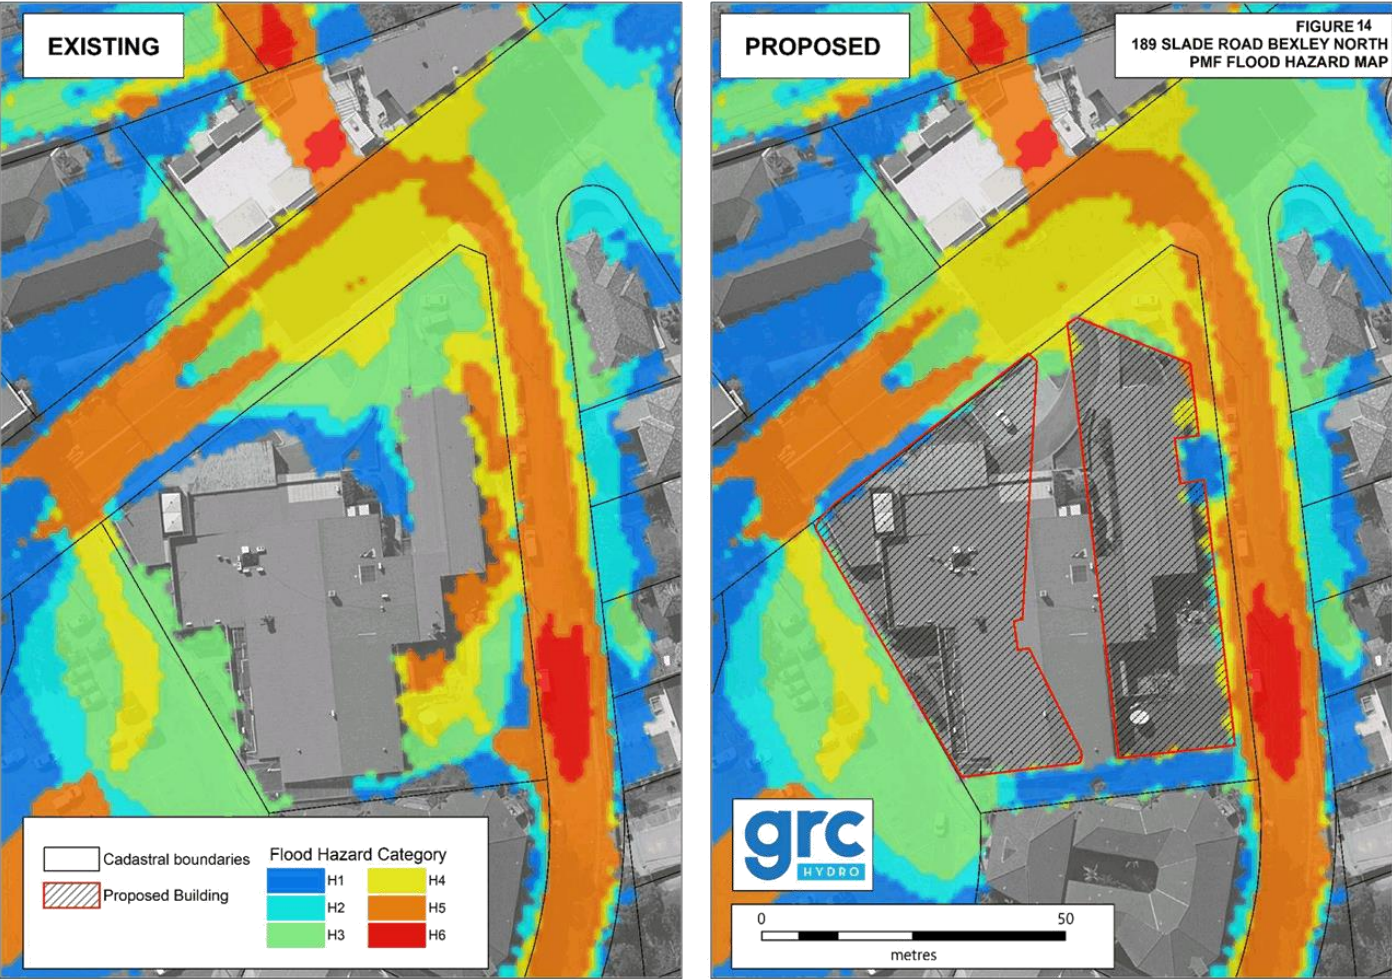 EXISTING
PROPOSED
FIGURE 14
189 SLADE ROAD BEXLEY NORTH
PMF FLOOD HAZARD MAP
Cadastral boundaries
Proposed Building
Flood Hazard Category
H1
H2
H3
H4
H5
H6
grc
HYDRO
0
50
metres